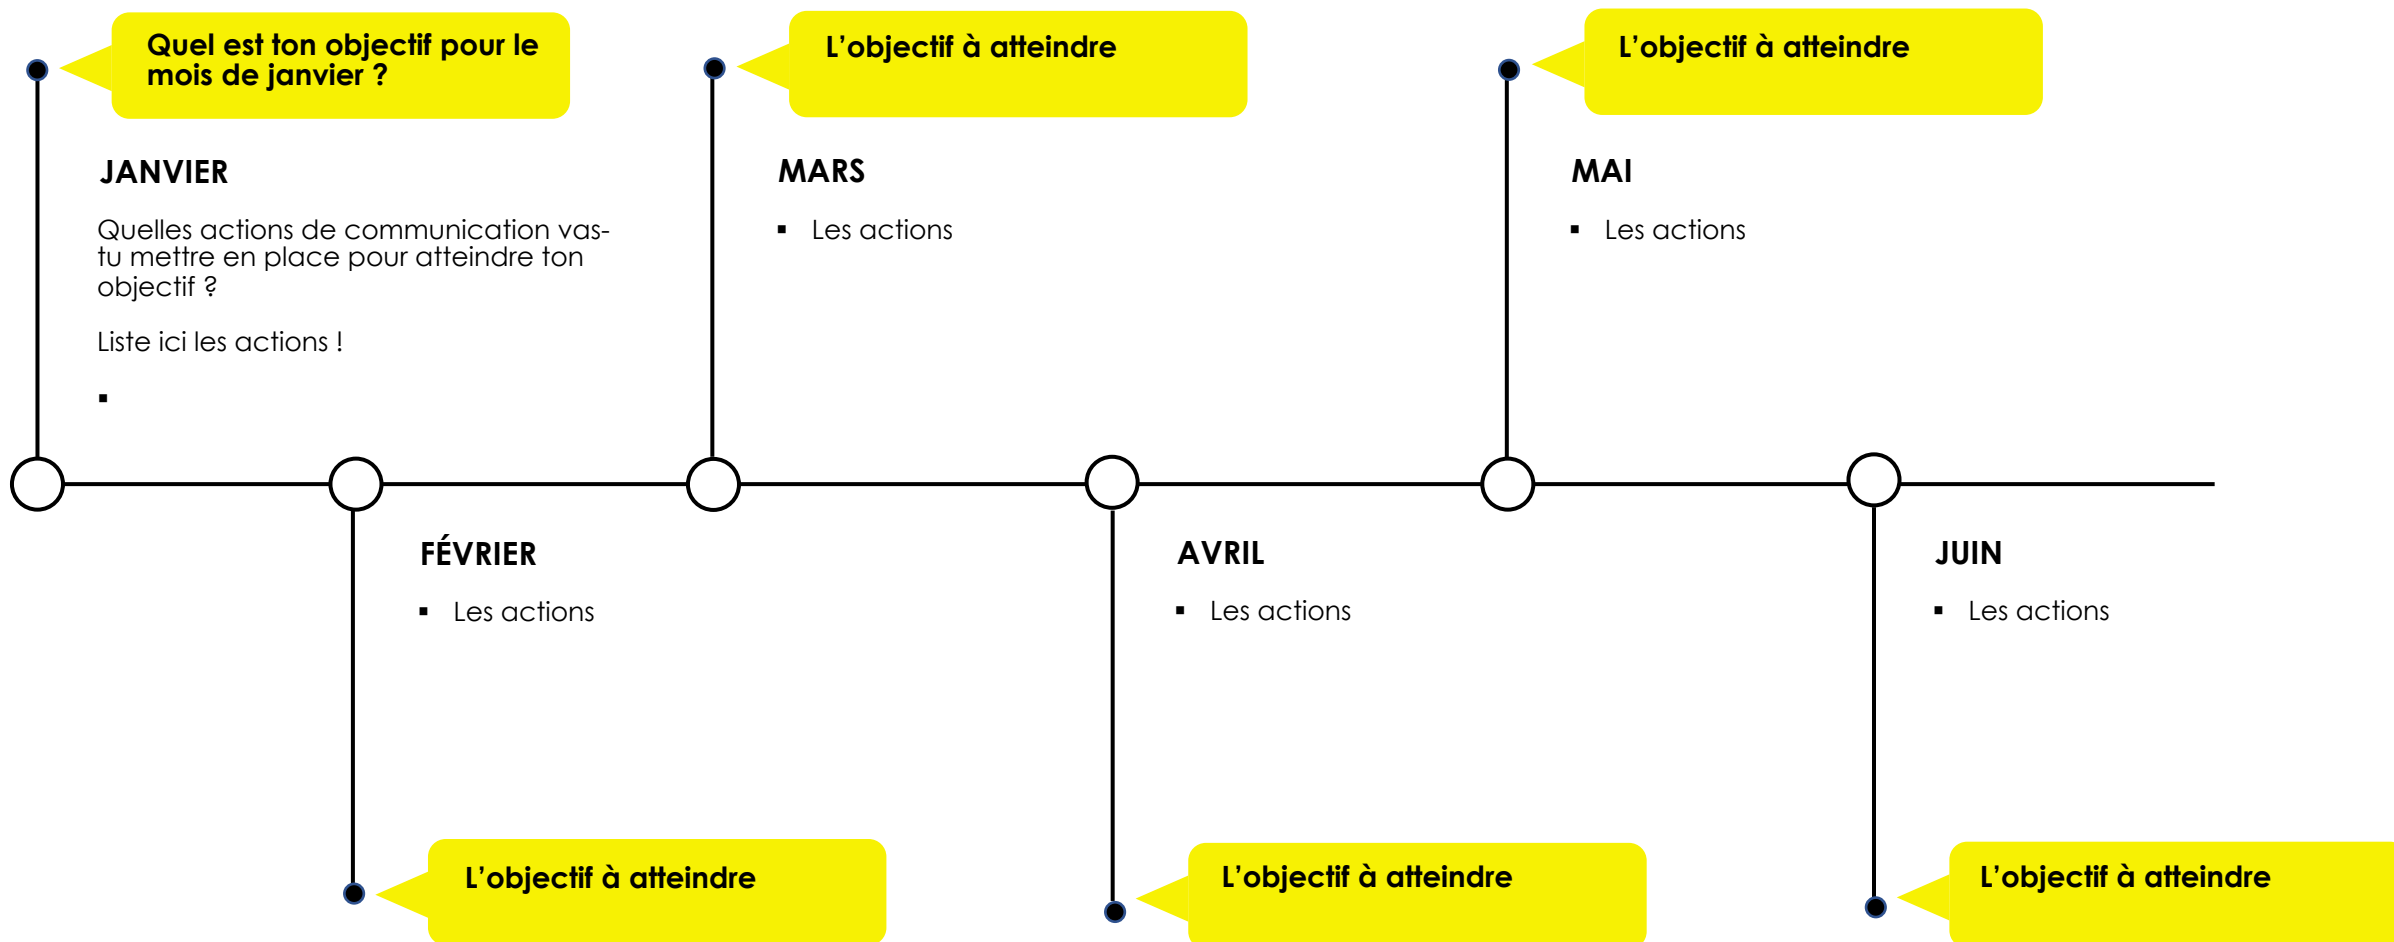 Quel est ton objectif pour le
mois de janvier ?
JANVIER
Quelles actions de communication vas-
tu mettre en place pour atteindre ton
objectif ?
Liste ici les actions !
▪
L’objectif à atteindre
MARS
▪ Les actions
L’objectif à atteindre
MAI
▪ Les actions
FÉVRIER
▪ Les actions
L’objectif à atteindre
AVRIL
▪ Les actions
L’objectif à atteindre
JUIN
▪ Les actions
L’objectif à atteindre